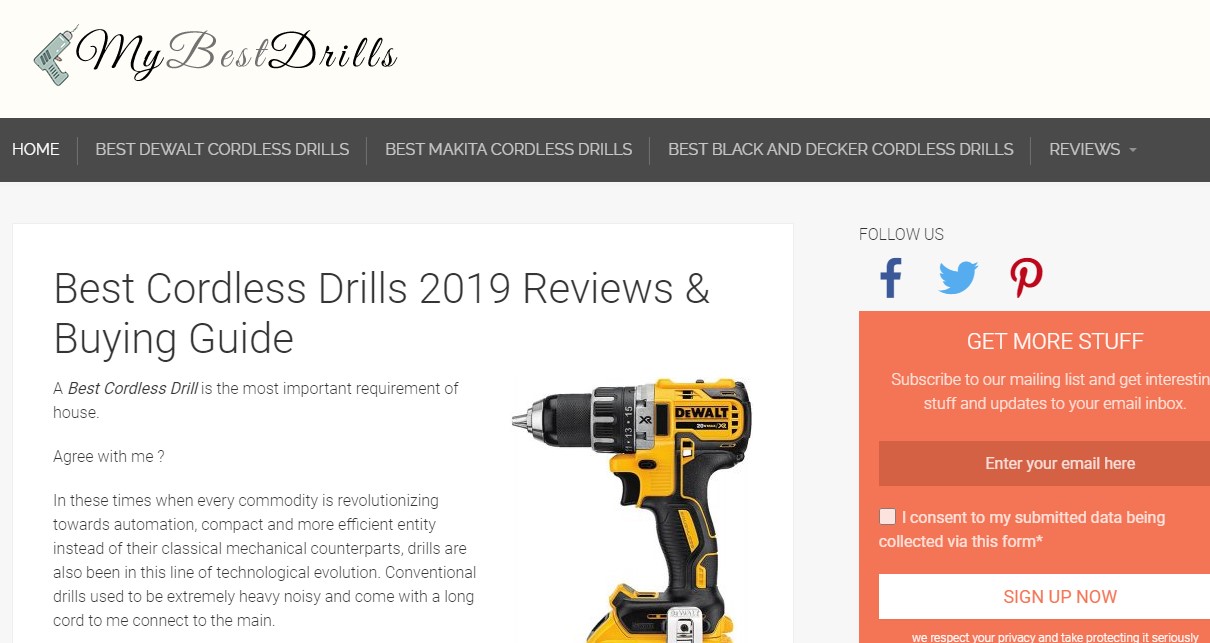 MyBestDrills
HOME
BEST DEWALT CORDLESS DRILLS
BEST MAKITA CORDLESS DRILLS
BEST BLACK AND DECKER CORDLESS DRILLS
REVIEWS
Best Cordless Drills 2019 Reviews &
Buying Guide
A Best Cordless Drill is the most important requirement of
house.
Agree with me ?
In these times when every commodity is revolutionizing
towards automation, compact and more efficient entity
instead of their classical mechanical counterparts, drills are
also been in this line of technological evolution. Conventional
drills used to be extremely heavy noisy and come with a long
cord to me connect to the main.
DEWALT
XR
11 • 13 • 15
DEWALT
FOLLOW US
GET MORE STUFF
Subscribe to our mailing list and get interestin
stuff and updates to your email inbox.
Enter your email here
I consent to my submitted data being
collected via this form*
SIGN UP NOW
we respect your privacy and take protecting it seriously